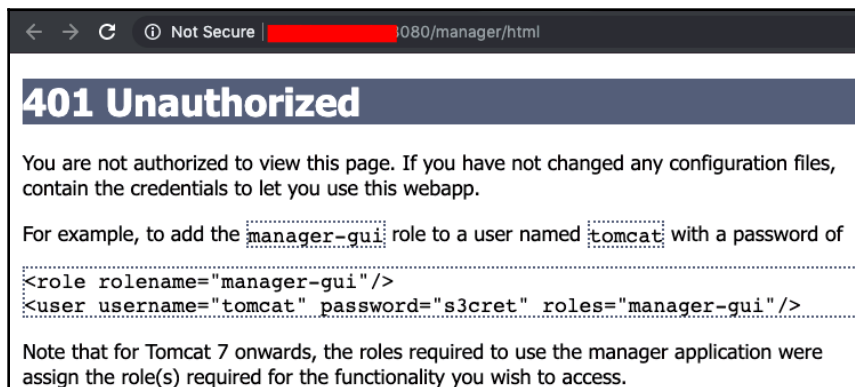 Not Secure 8080/manager/html
401 Unauthorized
You are not authorized to view this page. If you have not changed any configuration files,
contain the credentials to let you use this webapp.
For example, to add the manager-gui role to a user named tomcat with a password of
<role rolename="manager-gui"/>
<user username="tomcat" password="s3cret" roles="manager-gui"/>
Note that for Tomcat 7 onwards, the roles required to use the manager application were
assign the role(s) required for the functionality you wish to access.